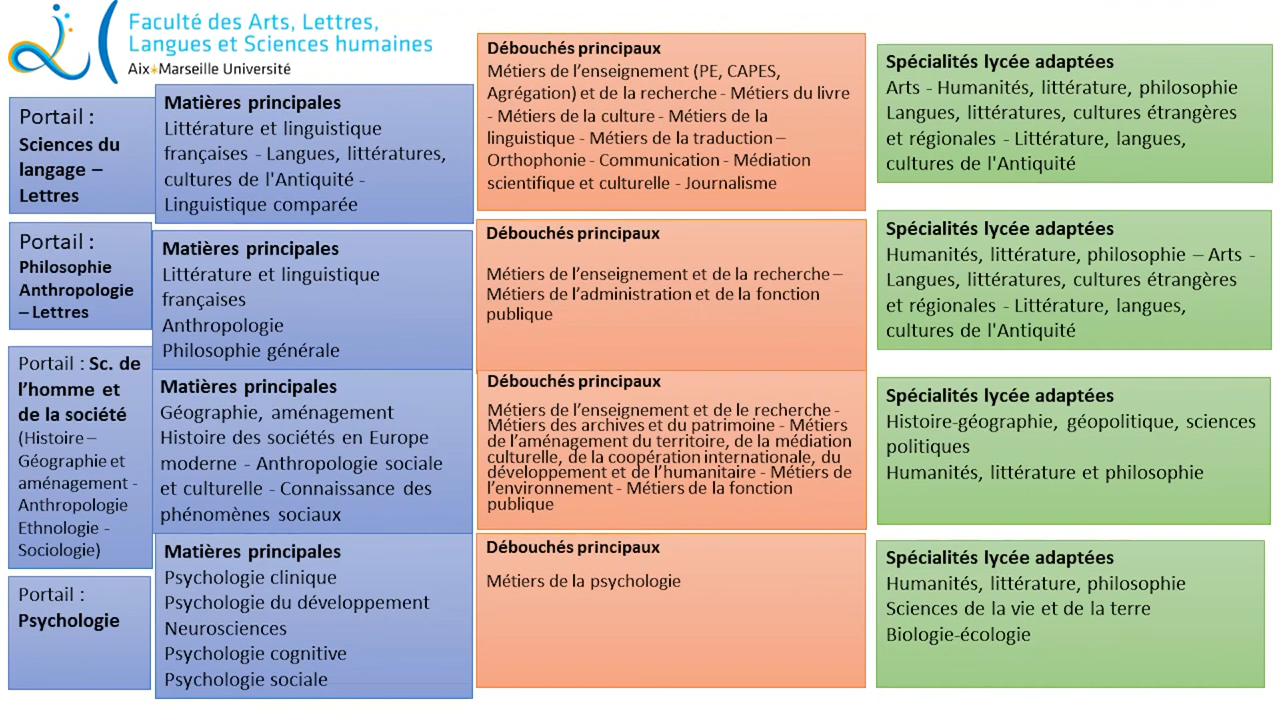 Faculté des Arts, Lettres,
Langues et Sciences humaines
Aix✶Marseille Université
Portail :
Sciences du
langage –
Lettres
Matières principales
Littérature et linguistique
françaises - Langues, littératures,
cultures de l'Antiquité -
Linguistique comparée
Débouchés principaux
Métiers de l’enseignement (PE, CAPES,
Agrégation) et de la recherche - Métiers du livre
- Métiers de la culture - Métiers de la
linguistique - Métiers de la traduction –
Orthophonie - Communication - Médiation
scientifique et culturelle - Journalisme
Spécialités lycée adaptées
Arts - Humanités, littérature, philosophie
Langues, littératures, cultures étrangères
et régionales - Littérature, langues,
cultures de l'Antiquité
Portail :
Philosophie
Anthropologie
– Lettres
Matières principales
Littérature et linguistique
françaises
Anthropologie
Philosophie générale
Débouchés principaux
Métiers de l’enseignement et de la recherche –
Métiers de l’administration et de la fonction
publique
Spécialités lycée adaptées
Humanités, littérature, philosophie – Arts -
Langues, littératures, cultures étrangères
et régionales - Littérature, langues,
cultures de l'Antiquité
Portail : Sc. de
l’homme et
de la société
(Histoire –
Géographie et
aménagement -
Anthropologie
Ethnologie -
Sociologie)
Matières principales
Géographie, aménagement
Histoire des sociétés en Europe
moderne - Anthropologie sociale
et culturelle - Connaissance des
phénomènes sociaux
Débouchés principaux
Métiers de l’enseignement et de le recherche -
Métiers des archives et du patrimoine - Métiers
de l’aménagement du territoire, de la médiation
culturelle, de la coopération internationale, du
développement et de l’humanitaire - Métiers de
l’environnement - Métiers de la fonction
publique
Spécialités lycée adaptées
Histoire-géographie, géopolitique, sciences
politiques
Humanités, littérature et philosophie
Portail :
Psychologie
Matières principales
Psychologie clinique
Psychologie du développement
Neurosciences
Psychologie cognitive
Psychologie sociale
Débouchés principaux
Métiers de la psychologie
Spécialités lycée adaptées
Humanités, littérature, philosophie
Sciences de la vie et de la terre
Biologie-écologie